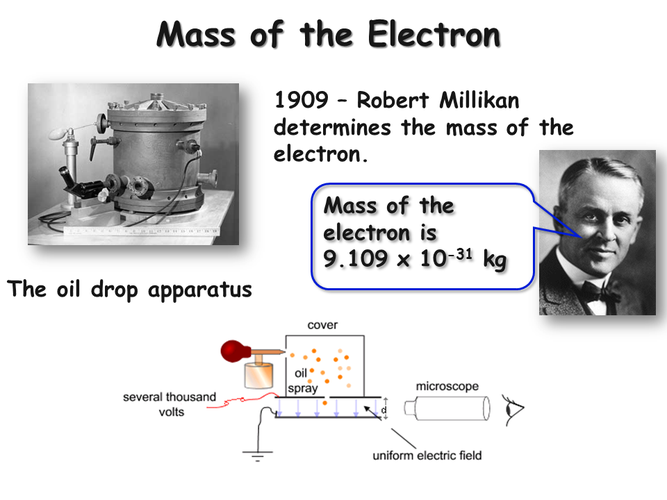 Mass of the Electron
1909 – Robert Millikan
determines the mass of the
electron.
Mass of the
electron is
9.109 x 10⁻³¹ kg
The oil drop apparatus
cover
oil
spray
several thousand
volts
microscope
d
uniform electric field